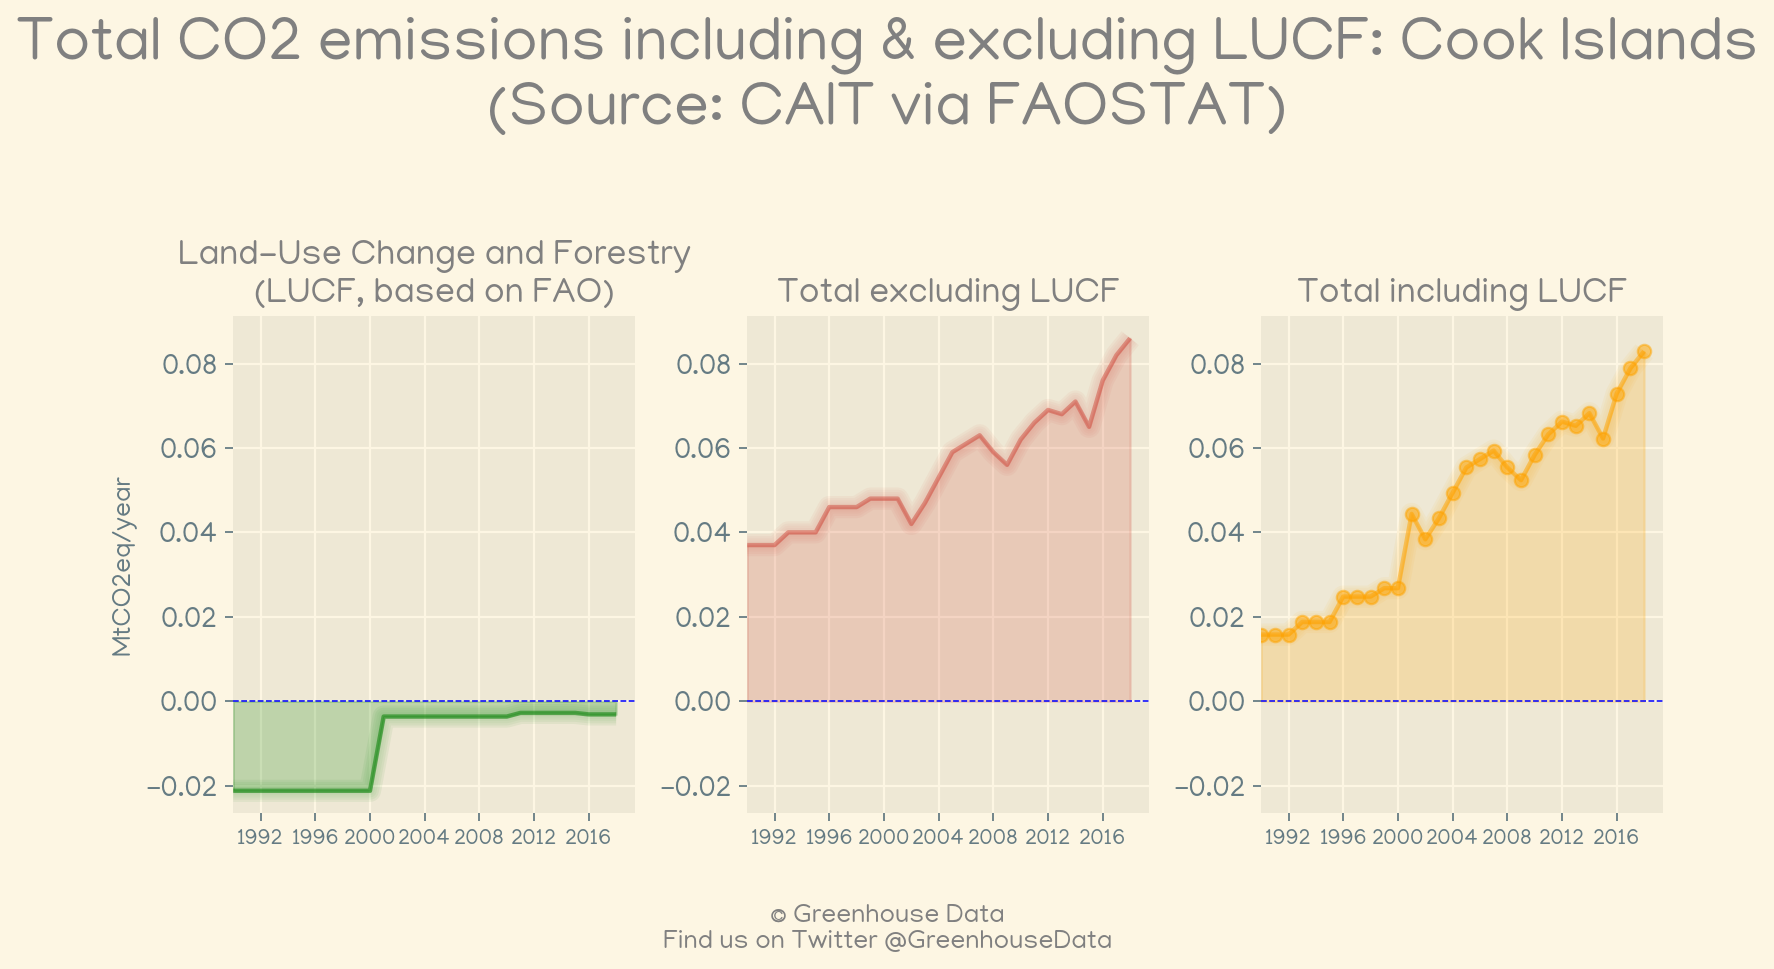 Total CO2 emissions including & excluding LUCF: Cook Islands
(Source: CAIT via FAOSTAT)
Land-Use Change and Forestry
(LUCF, based on FAO)
MtCO2eq/year
0.08
0.06
0.04
0.02
0.00
-0.02
1992 1996 2000 2004 2008 2012 2016
Total excluding LUCF
0.08
0.06
0.04
0.02
0.00
-0.02
1992 1996 2000 2004 2008 2012 2016
Total including LUCF
0.08
0.06
0.04
0.02
0.00
-0.02
1992 1996 2000 2004 2008 2012 2016
© Greenhouse Data
Find us on Twitter @GreenhouseData